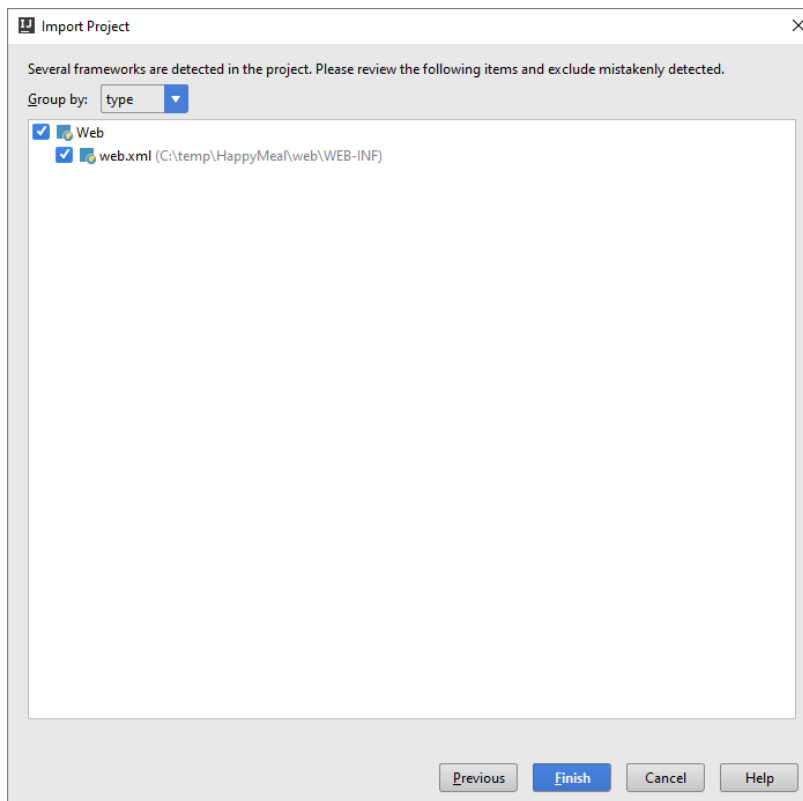 IJ Import Project
Several frameworks are detected in the project. Please review the following items and exclude mistakenly detected.
Group by: type
Web
web.xml (C:\temp\HappyMeal\web\WEB-INF)
Previous Finish Cancel Help